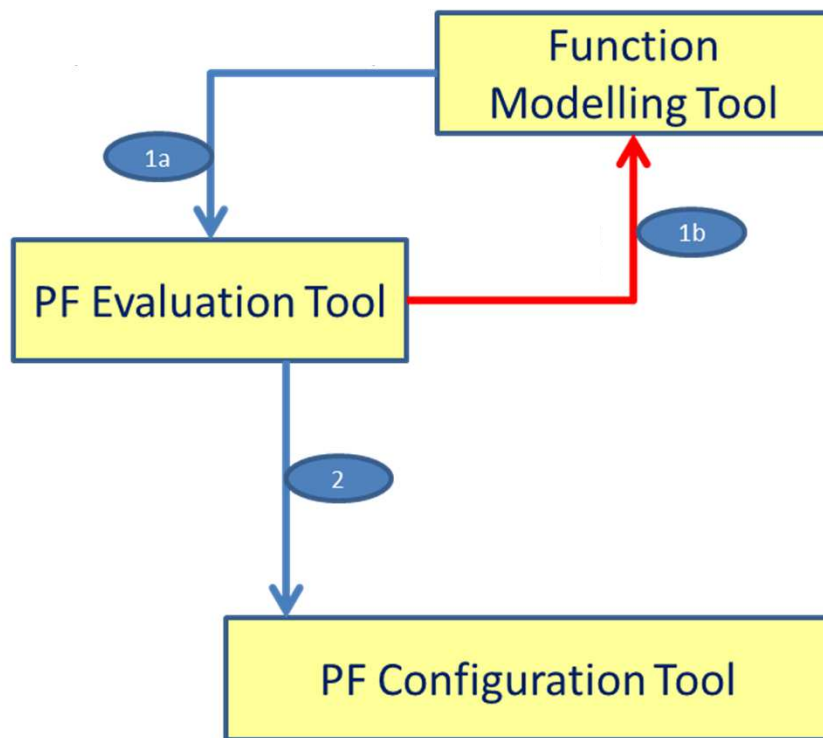 Function
Modelling Tool
1a
1b
PF Evaluation Tool
2
PF Configuration Tool